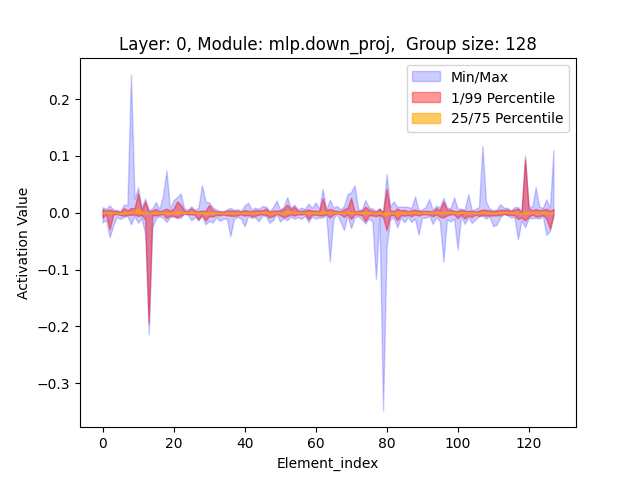 Layer: 0, Module: mlp.down_proj,  Group size: 128
Min/Max
1/99 Percentile
25/75 Percentile
0.2
0.1
0.0
−0.1
−0.2
−0.3
Activation Value
0
20
40
60
80
100
120
Element_index